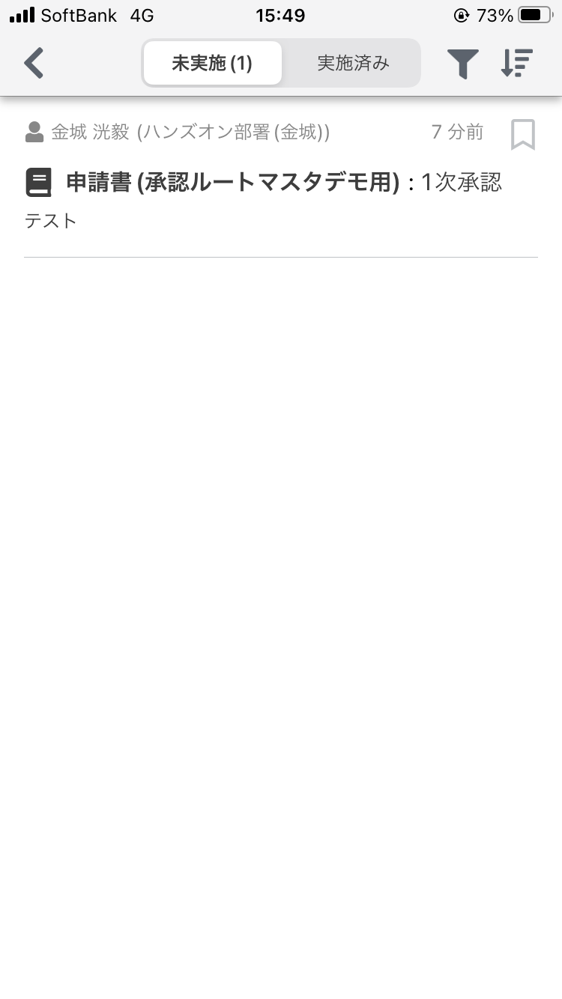 SoftBank 4G 15:49 73%
未実施 (1) 実施済み
金城 洸毅 (ハンズオン部署 (金城)) 7 分前
申請書 (承認ルートマスタデモ用) : 1次承認
テスト